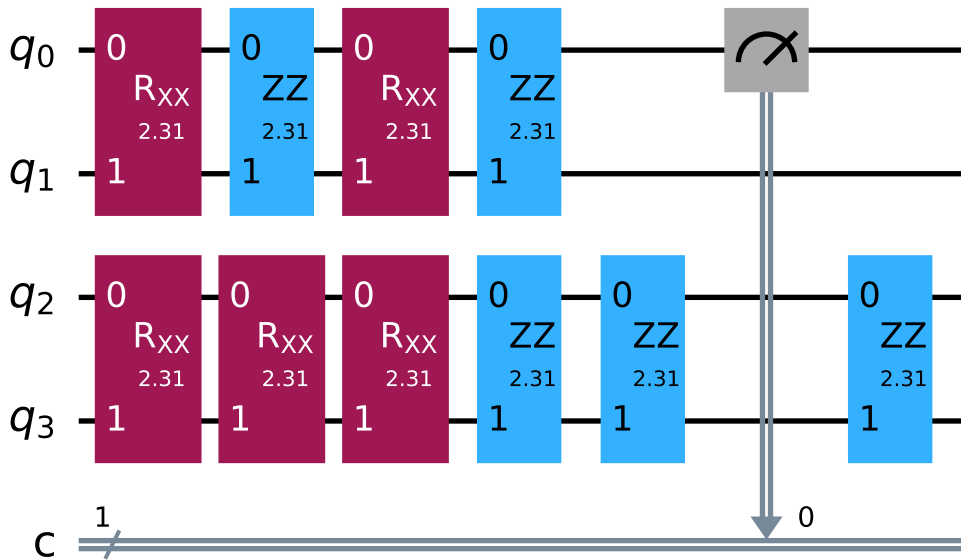 q0 0 0 0 0
RXX ZZ RXX ZZ
2.31 2.31 2.31 2.31
q1 1 1 1 1
q2 0 0 0 0 0 0
RXX RXX RXX ZZ ZZ ZZ
2.31 2.31 2.31 2.31 2.31 2.31
q3 1 1 1 1 1 1
1 0
c